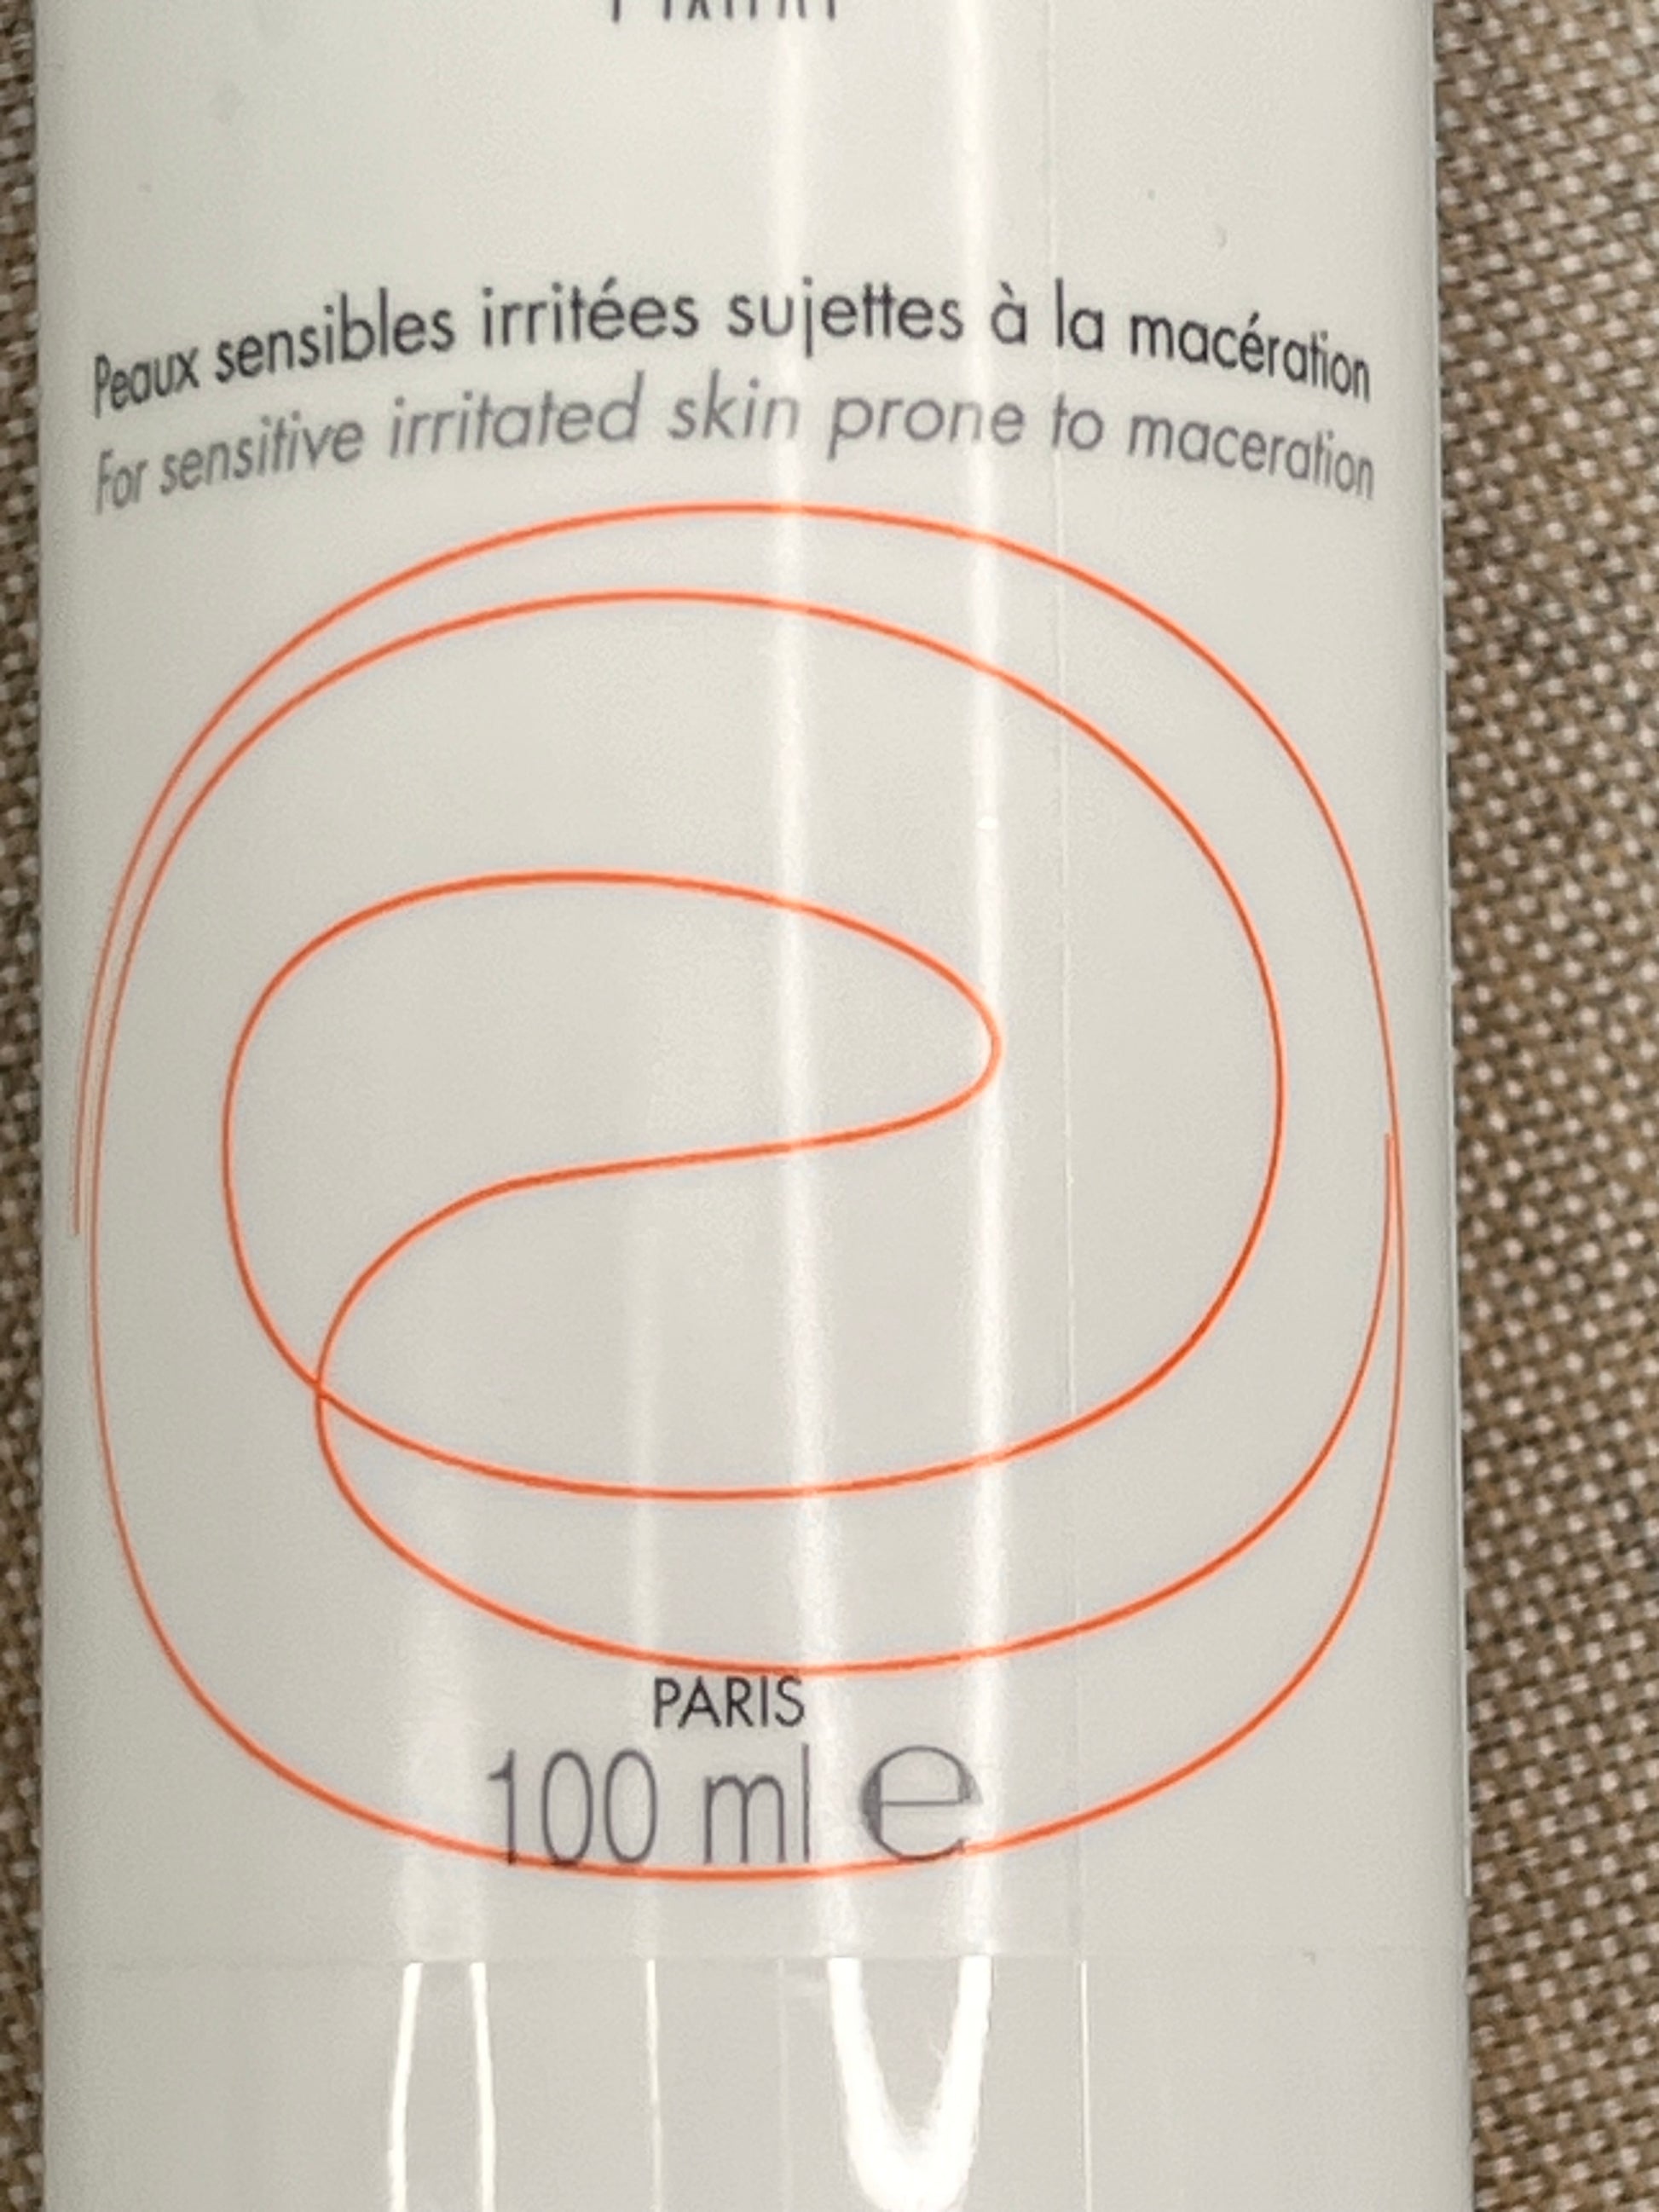 Peaux sensibles irritées sujettes à la macération
For sensitive irritated skin prone to maceration
PARIS
100 ml e